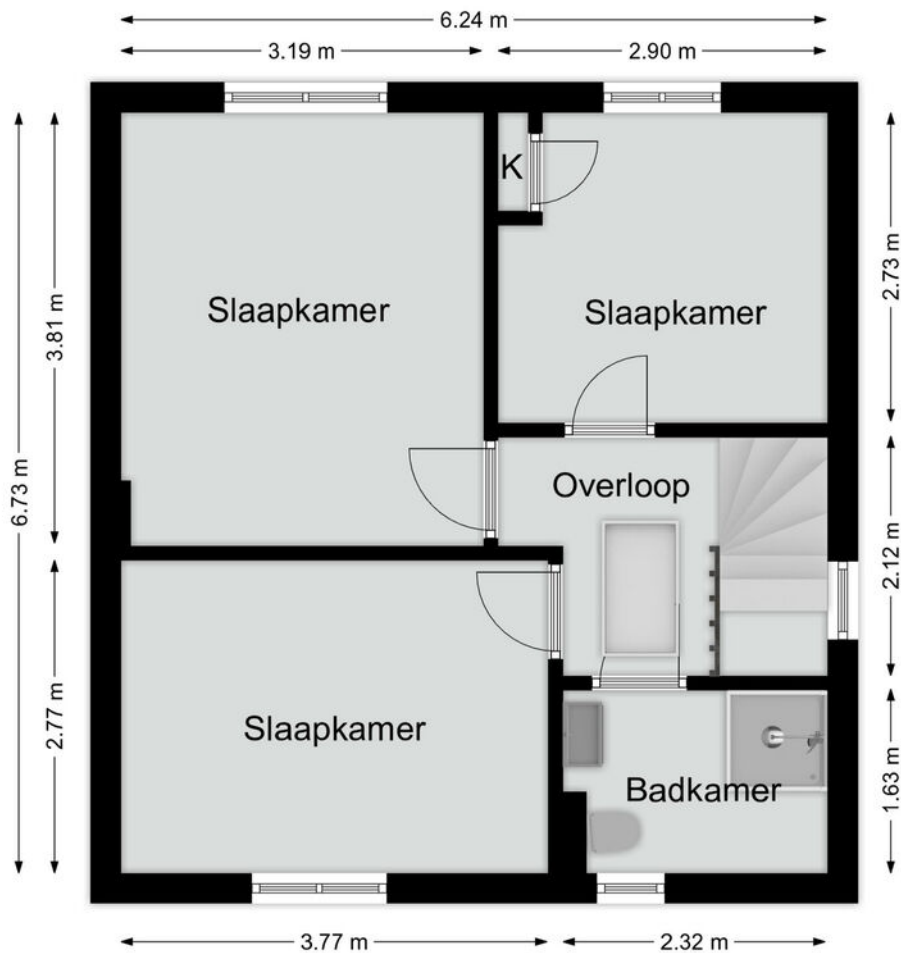 6.24 m
3.19 m
2.90 m
K
Slaapkamer
Slaapkamer
3.81 m
2.73 m
6.73 m
Overloop
2.12 m
2.77 m
Slaapkamer
Badkamer
1.63 m
3.77 m
2.32 m